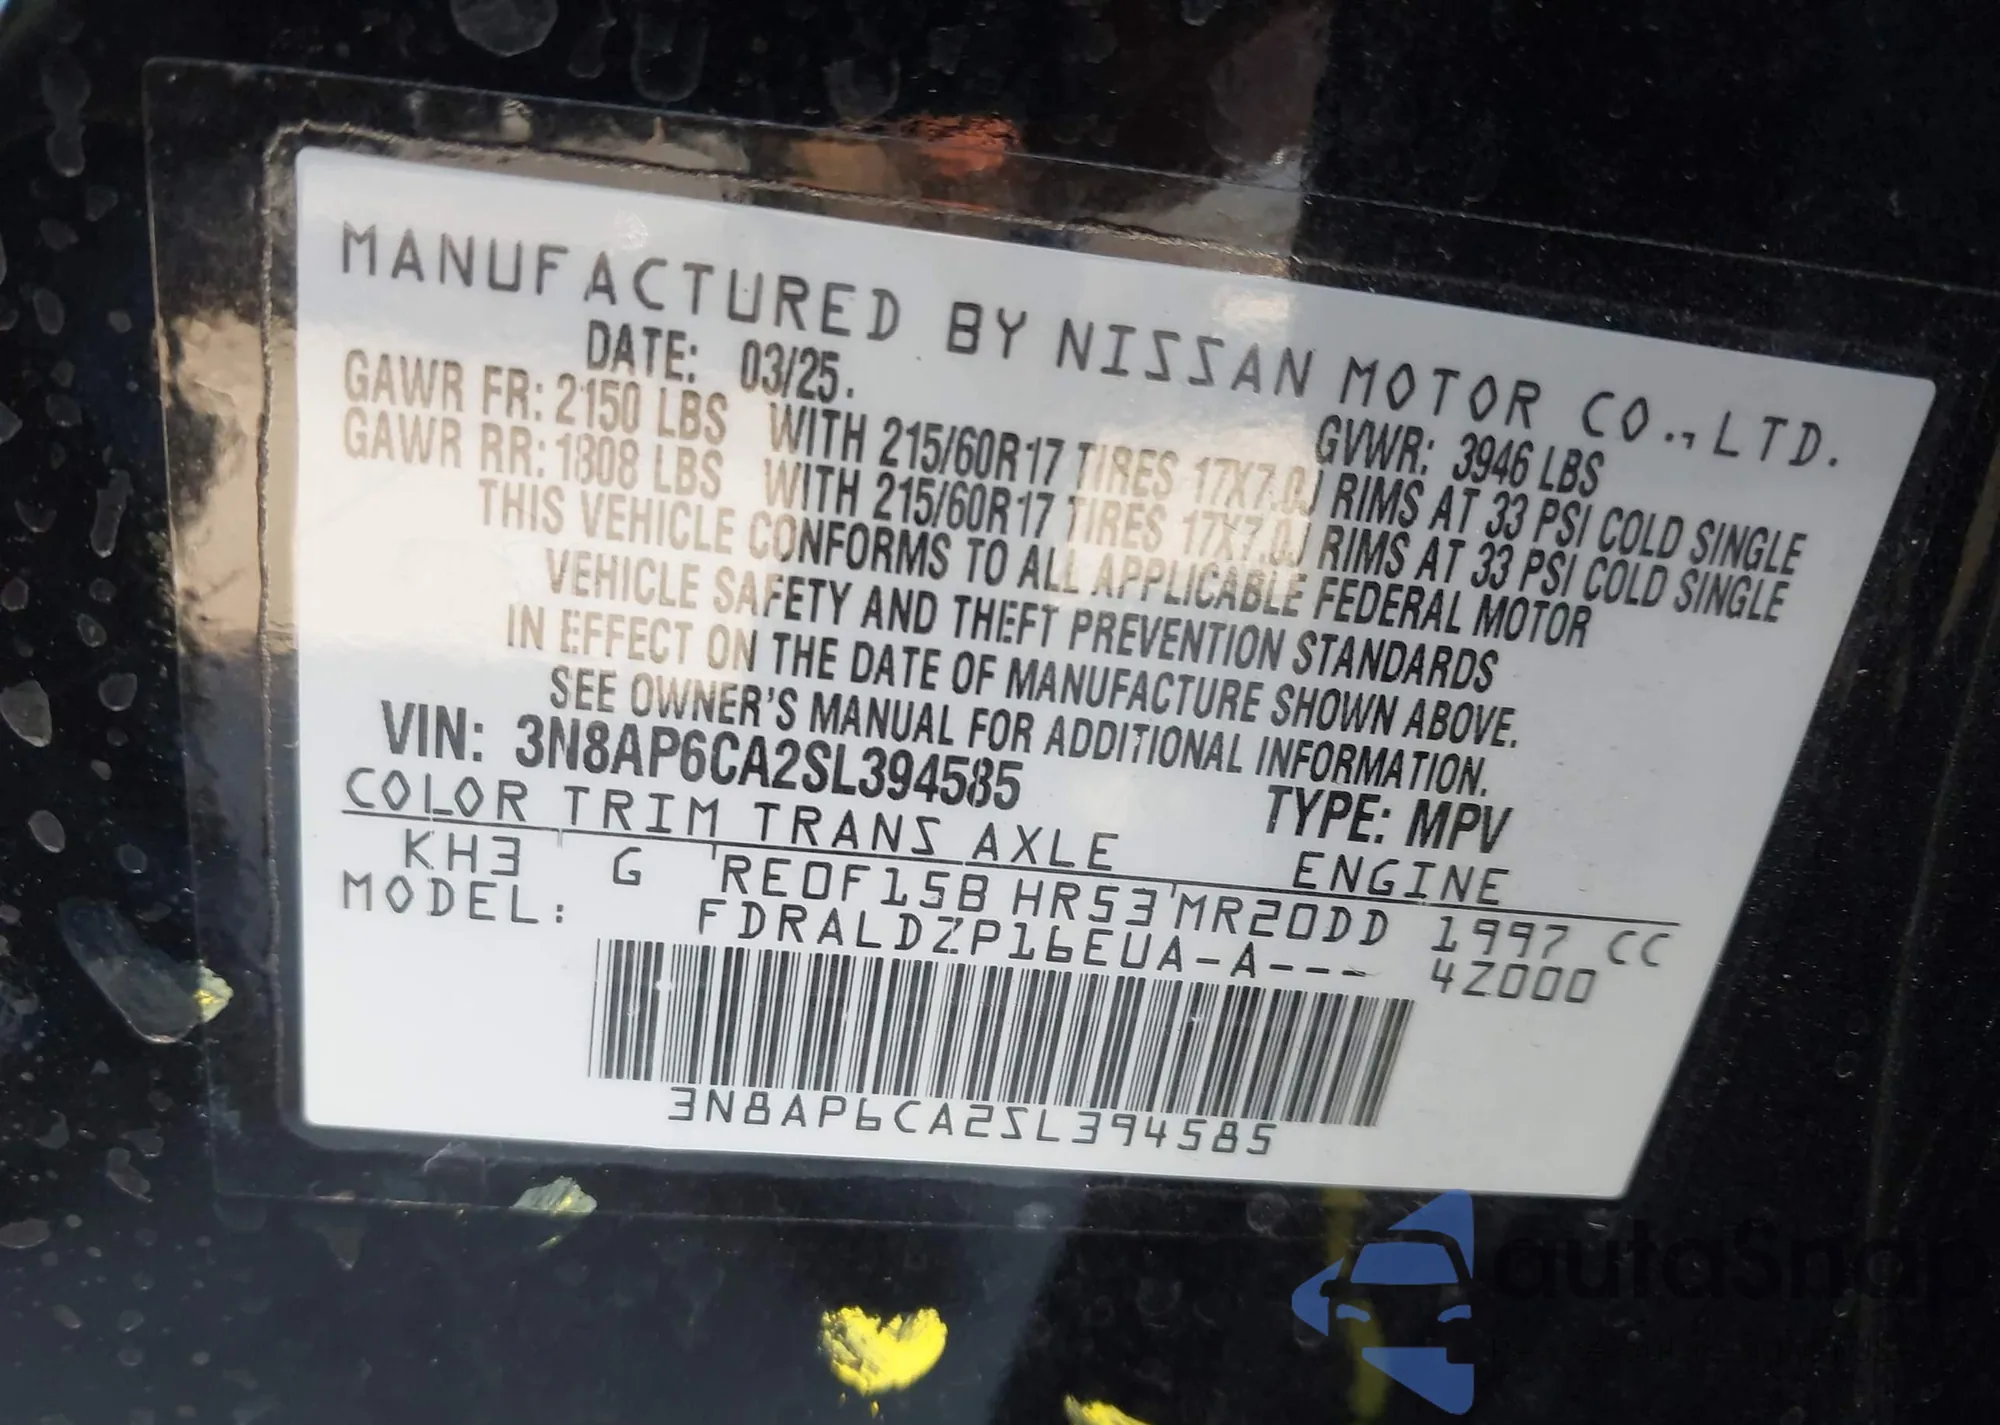 MANUFACTURED BY NISSAN MOTOR CO.,LTD.
DATE: 03/25. GVWR: 3946 LBS
GAWR FR: 2150 LBS WITH 215/60R17 TIRES 17X7.0J RIMS AT 33 PSI COLD SINGLE
GAWR RR: 1808 LBS WITH 215/60R17 TIRES 17X7.0J RIMS AT 33 PSI COLD SINGLE
THIS VEHICLE CONFORMS TO ALL APPLICABLE FEDERAL MOTOR
VEHICLE SAFETY AND THEFT PREVENTION STANDARDS
IN EFFECT ON THE DATE OF MANUFACTURE SHOWN ABOVE.
SEE OWNER'S MANUAL FOR ADDITIONAL INFORMATION.
VIN: 3N8AP6CA2SL394585 TYPE: MPV
COLOR TRIM TRANS AXLE ENGINE
KH3 G RE0F15B HR53 MR20DD 1997 CC
MODEL: FDRALDZP16EUA-A--- 4Z000
3N8AP6CA2SL394585
autoSnap